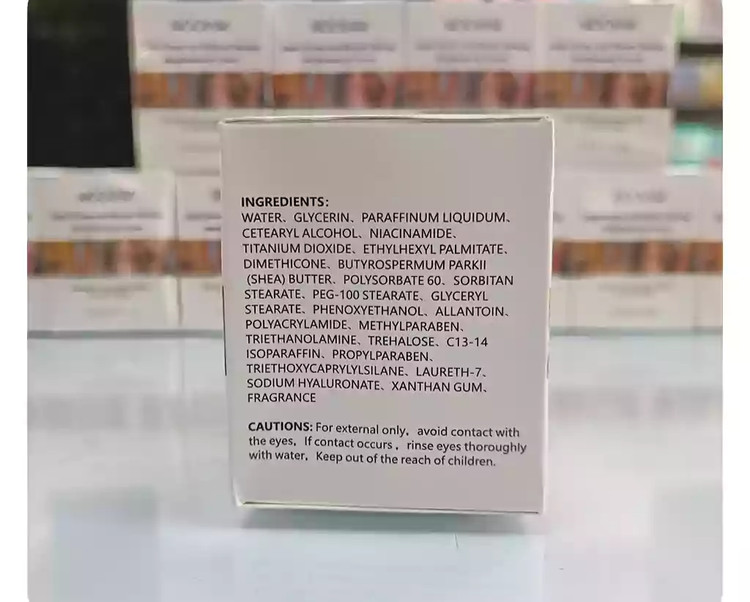 INGREDIENTS:
WATER、GLYCERIN、PARAFFINUM LIQUIDUM、
CETEARYL ALCOHOL、NIACINAMIDE、
TITANIUM DIOXIDE、ETHYLHEXYL PALMITATE、
DIMETHICONE、BUTYROSPERMUM PARKII
(SHEA) BUTTER、POLYSORBATE 60、SORBITAN
STEARATE、PEG-100 STEARATE、GLYCERYL
STEARATE、PHENOXYETHANOL、ALLANTOIN、
POLYACRYLAMIDE、METHYLPARABEN、
TRIETHANOLAMINE、TREHALOSE、C13-14
ISOPARAFFIN、PROPYLPARABEN、
TRIETHOXYCAPRYLYLSILANE、LAURETH-7、
SODIUM HYALURONATE、XANTHAN GUM、
FRAGRANCE
CAUTIONS: For external only，avoid contact with
the eyes，If contact occurs，rinse eyes thoroughly
with water，Keep out of the reach of children.